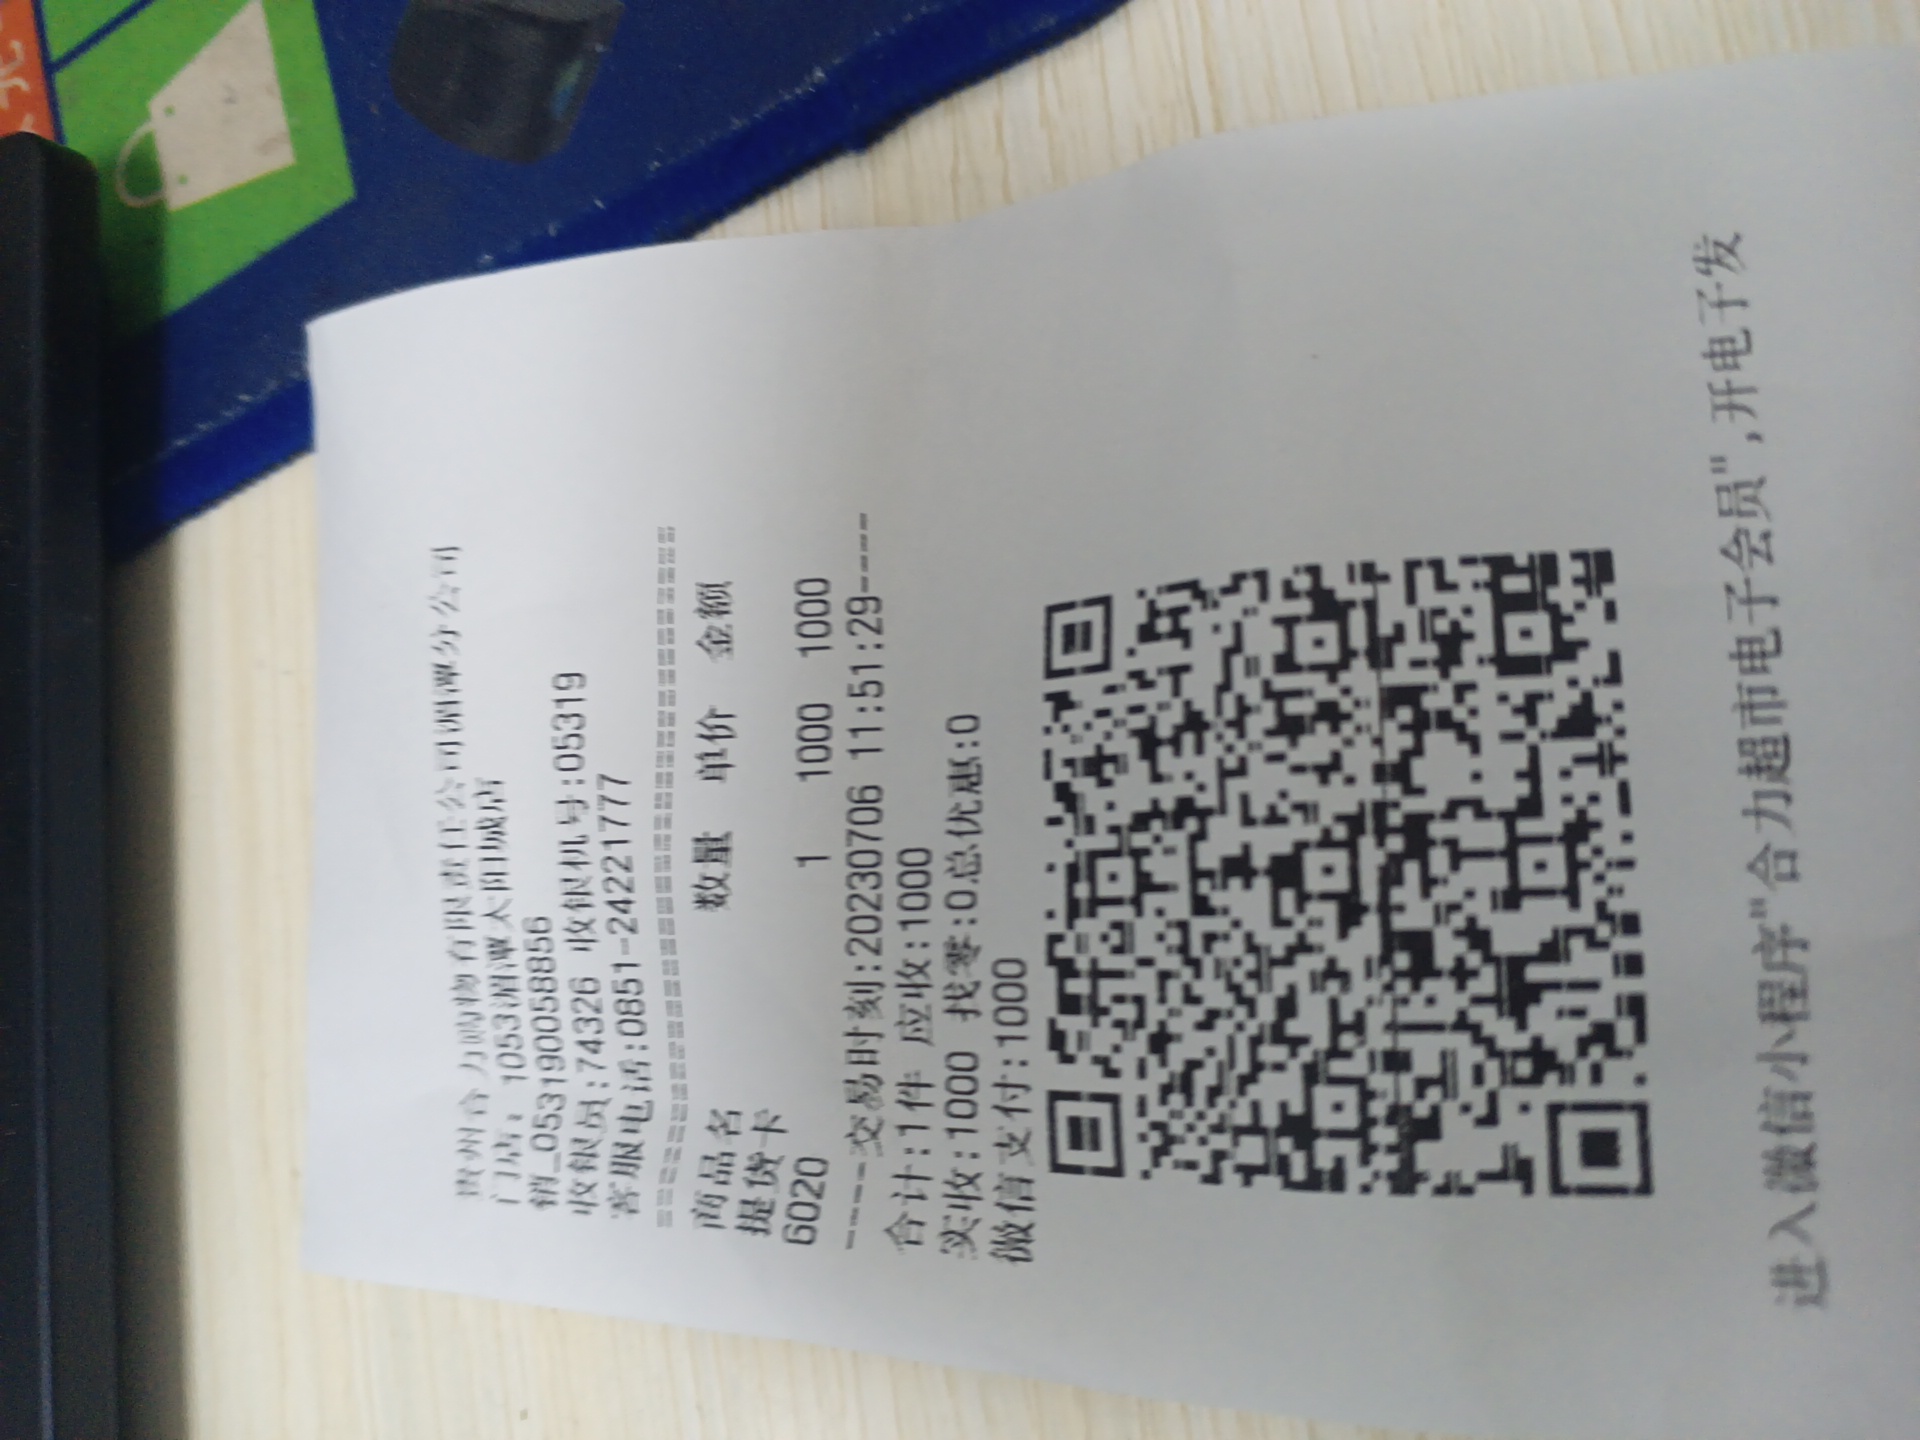 贵州合力购物有限责任公司湄潭分公司
门店: 1053湄潭太阳城店
销_053190058856
收银员:74326 收银机号:05319
客服电话:0851-24221777
==================================
商品名 数量 单价 金额
提货卡
6020 1 1000 1000
----交易时刻:20230706 11:51:29----
合计:1件 应收:1000
实收:1000 找零:0总优惠:0
微信支付:1000
进入微信小程序"合力超市电子会员",开电子发